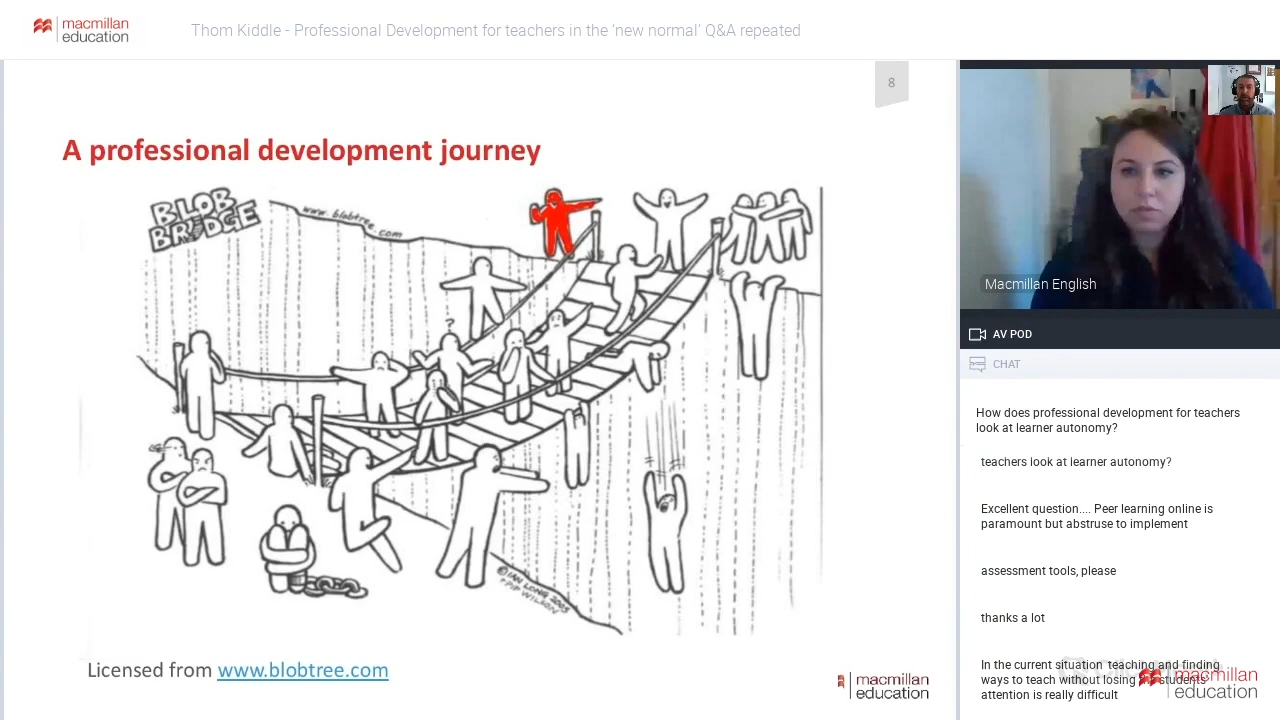 macmillan
education
Thom Kiddle - Professional Development for teachers in the 'new normal' Q&A repeated
8
A professional development journey
BLOB
BRIDGE
www.blobtree.com
?
© IAN LONG 2005
PIP WILSON
Licensed from www.blobtree.com
macmillan
education
Macmillan English
AV POD
CHAT
How does professional development for teachers
look at learner autonomy?
teachers look at learner autonomy?
Excellent question.... Peer learning online is
paramount but abstruse to implement
assessment tools, please
thanks a lot
In the current situation teaching and finding
ways to teach without losing students
attention is really difficult
macmillan
education